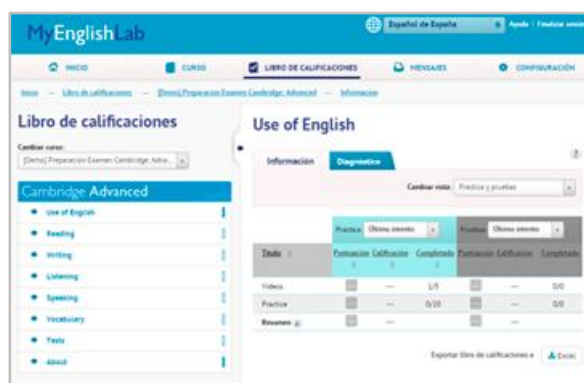 MyEnglishLab
Español de España
Ayuda | Finalizar sesión
INICIO
CURSO
LIBRO DE CALIFICACIONES
MENSAJES
CONFIGURACIÓN
Inicio — Libro de calificaciones — [Demo] Preparación Examen Cambridge: Advanced — Información
Libro de calificaciones
Cambiar curso:
[Demo] Preparación Examen Cambridge: Adva...
Cambridge Advanced
Use of English
Reading
Writing
Listening
Speaking
Vocabulary
Tests
About
Use of English
Información
Diagnóstico
?
Cambiar vista: Práctica y pruebas
Práctica Último intento
Pruebas Último intento
Título Puntuación Calificación Completado Puntuación Calificación Completado
Videos --- 1/5 --- 0/0
Practice --- 0/20 --- 0/0
Resumen --- ---
Exportar libro de calificaciones a Excel